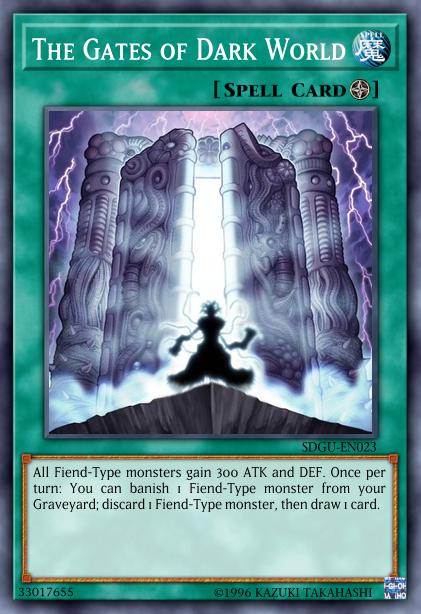 THE GATES OF DARK WORLD
SPELL
魔
[SPELL CARD]
SDGU-EN023
All Fiend-Type monsters gain 300 ATK and DEF. Once per
turn: You can banish 1 Fiend-Type monster from your
Graveyard; discard 1 Fiend-Type monster, then draw 1 card.
33017655
©1996 KAZUKI TAKAHASHI